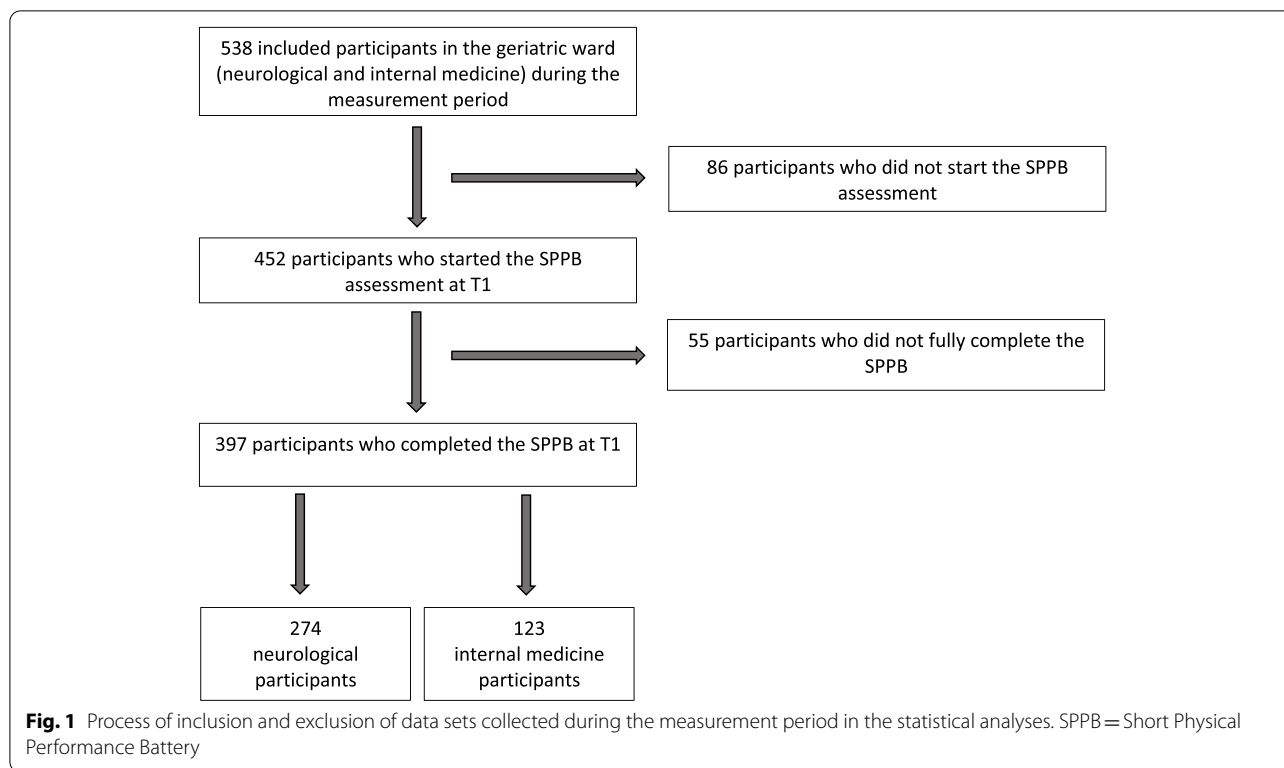 538 included participants in the geriatric ward
(neurological and internal medicine) during the
measurement period
86 participants who did not start the SPPB
assessment
452 participants who started the SPPB
assessment at T1
55 participants who did not fully complete the
SPPB
397 participants who completed the SPPB at T1
274
neurological
participants
123
internal medicine
participants
Fig. 1 Process of inclusion and exclusion of data sets collected during the measurement period in the statistical analyses. SPPB = Short Physical
Performance Battery